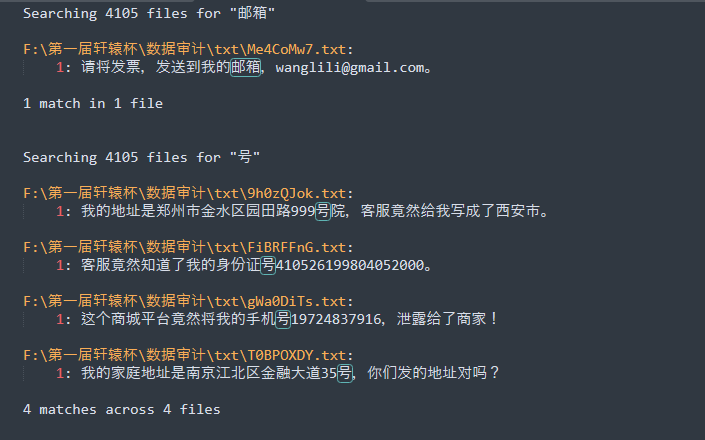 Searching 4105 files for "邮箱"
F:\第一届轩辕杯\数据审计\txt\Me4CoMw7.txt:
1: 请将发票，发送到我的邮箱，wanglili@gmail.com。
1 match in 1 file
Searching 4105 files for "号"
F:\第一届轩辕杯\数据审计\txt\9h0zQJok.txt:
1: 我的地址是郑州市金水区园田路999号院，客服竟然给我写成了西安市。
F:\第一届轩辕杯\数据审计\txt\FiBRFFnG.txt:
1: 客服竟然知道了我的身份证号410526199804052000。
F:\第一届轩辕杯\数据审计\txt\gWa0DiTs.txt:
1: 这个商城平台竟然将我的手机号19724837916，泄露给了商家！
F:\第一届轩辕杯\数据审计\txt\T0BPOXDY.txt:
1: 我的家庭地址是南京江北区金融大道35号，你们发的地址对吗？
4 matches across 4 files